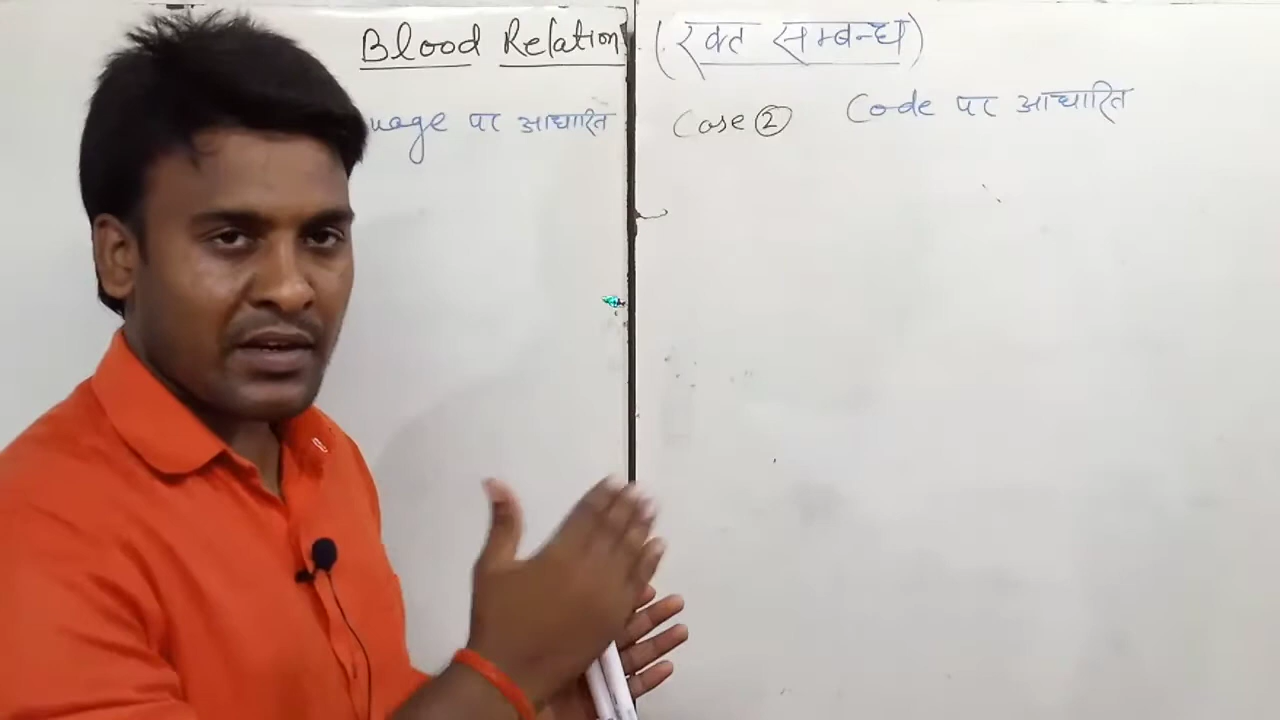 Blood Relation (रक्त सम्बन्ध)
uage पर आधारित
Case ② Code पर आधारित